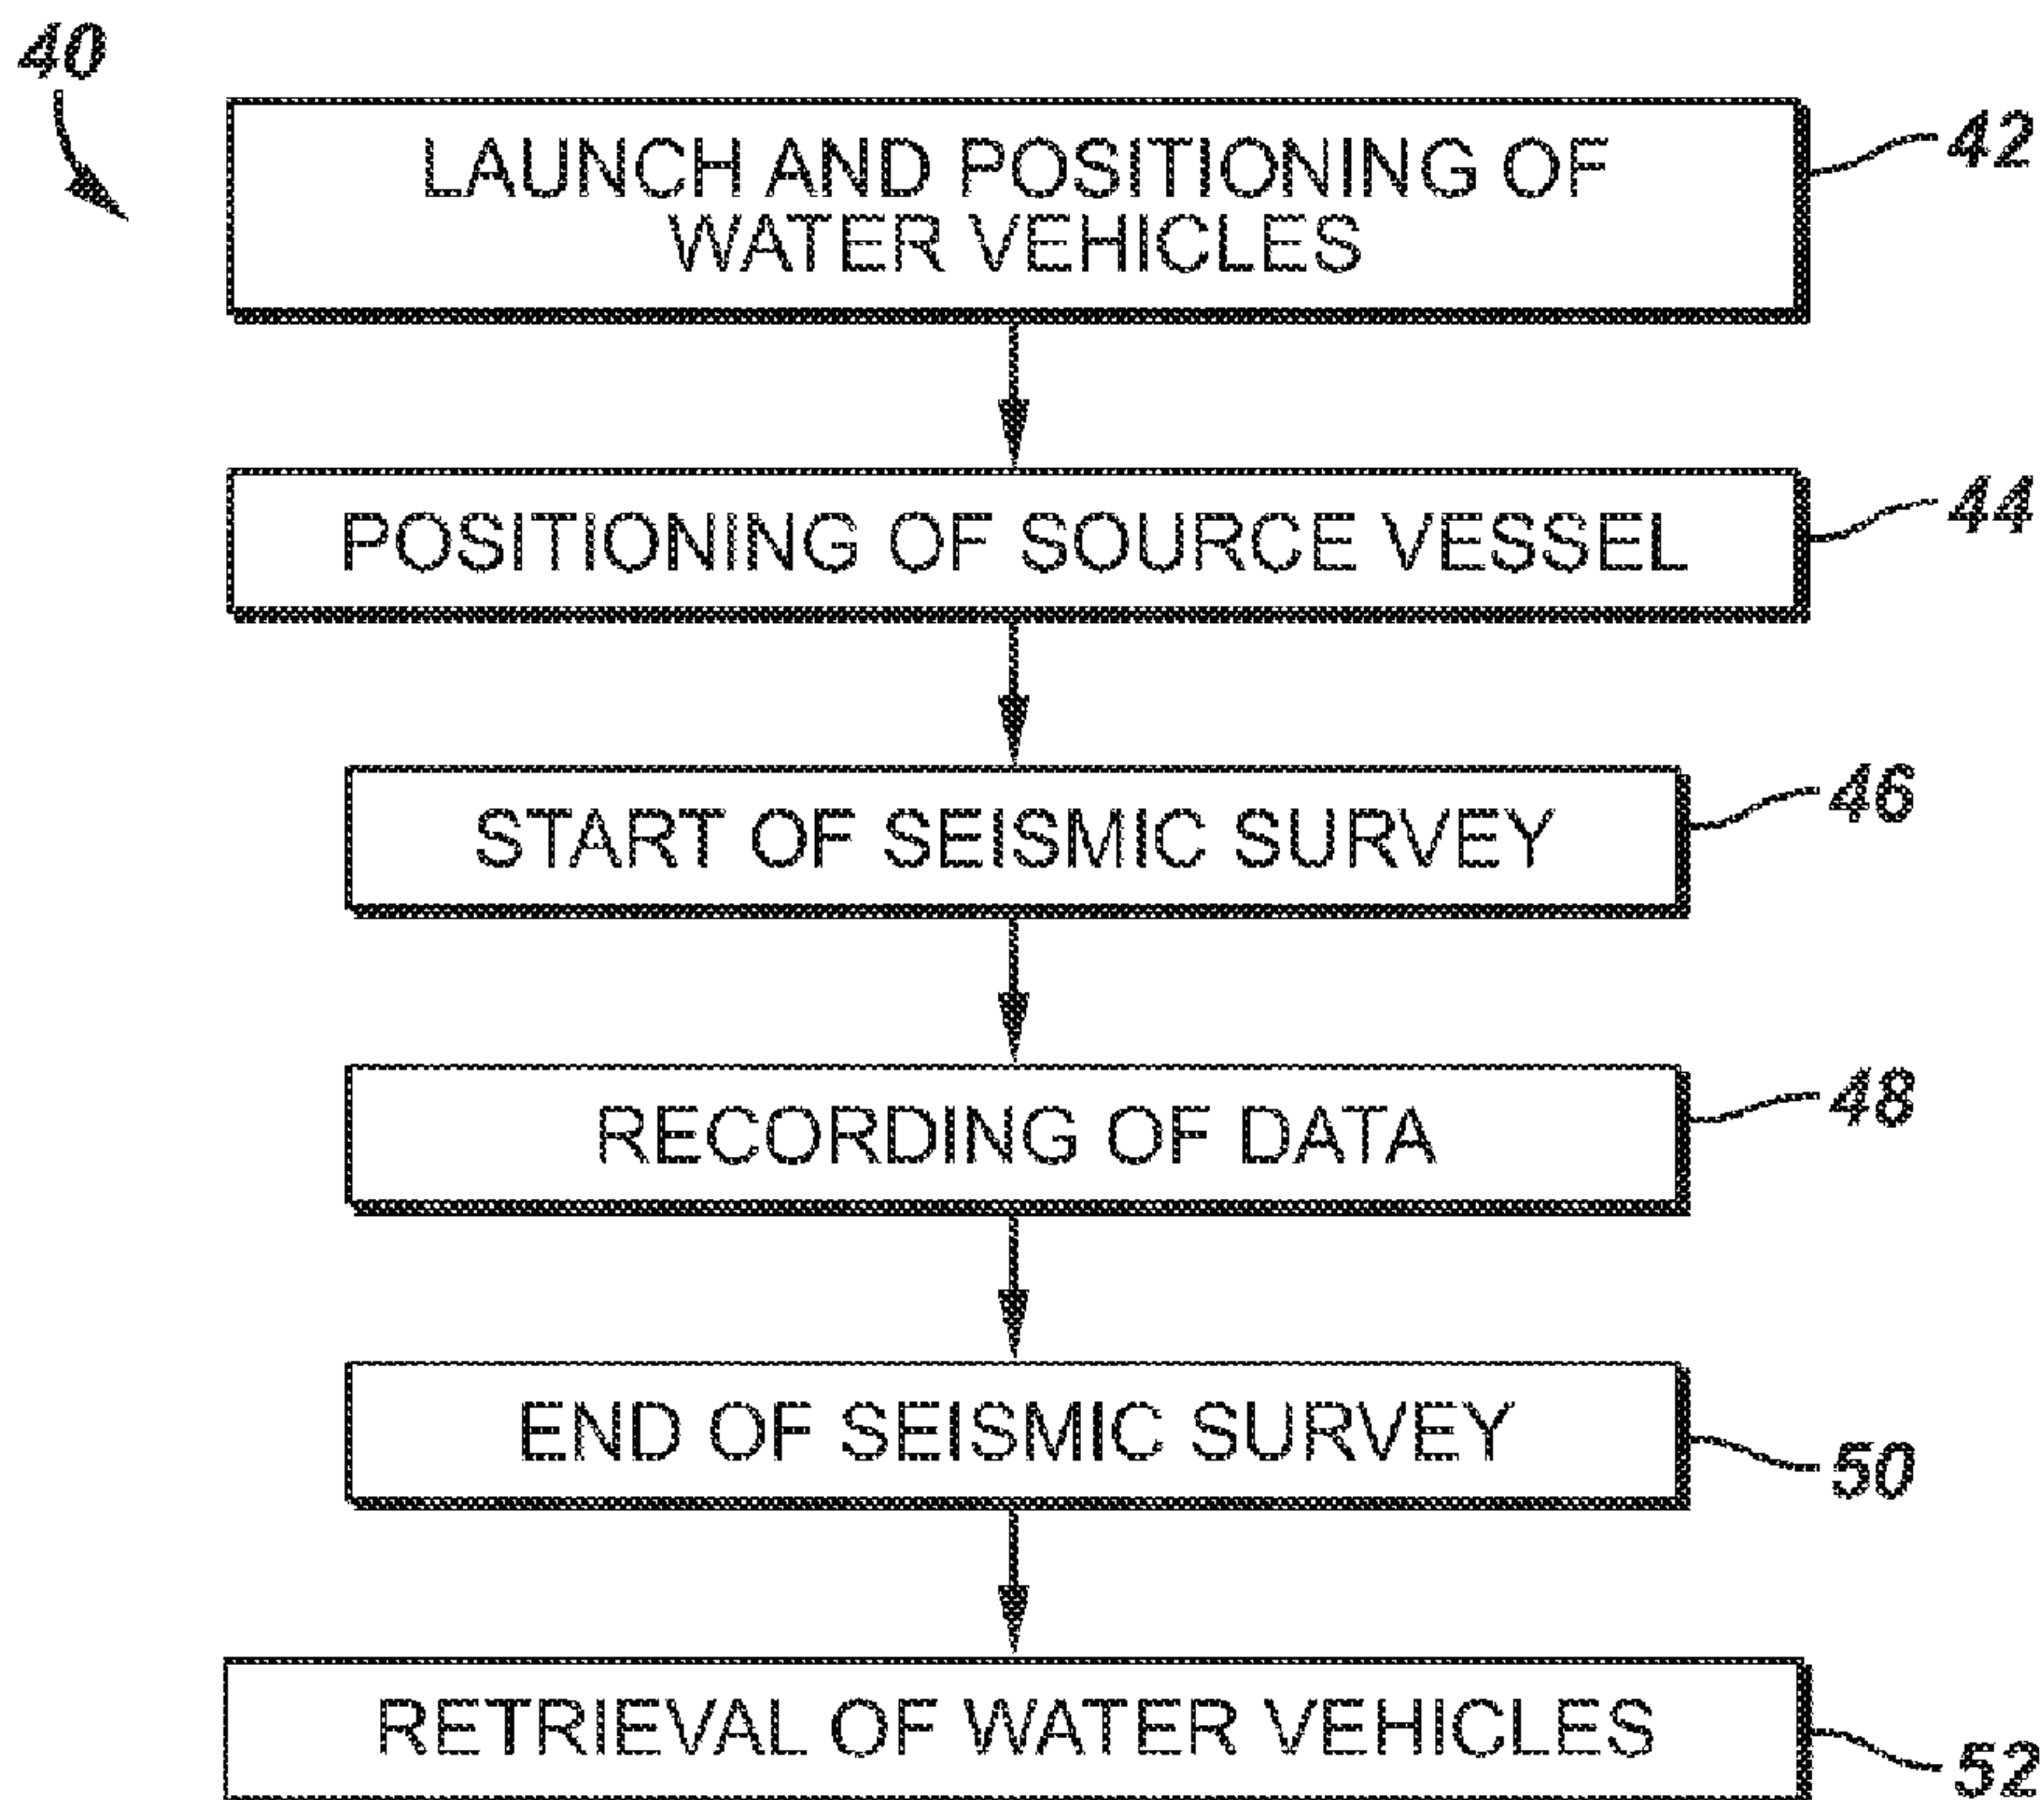 40
LAUNCH AND POSITIONING OF
WATER VEHICLES
42
POSITIONING OF SOURCE VESSEL
44
START OF SEISMIC SURVEY
46
RECORDING OF DATA
48
END OF SEISMIC SURVEY
50
RETRIEVAL OF WATER VEHICLES
52